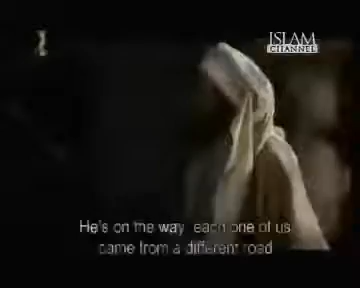 ISLAM
CHANNEL
He's on the way each one of us
came from a different road